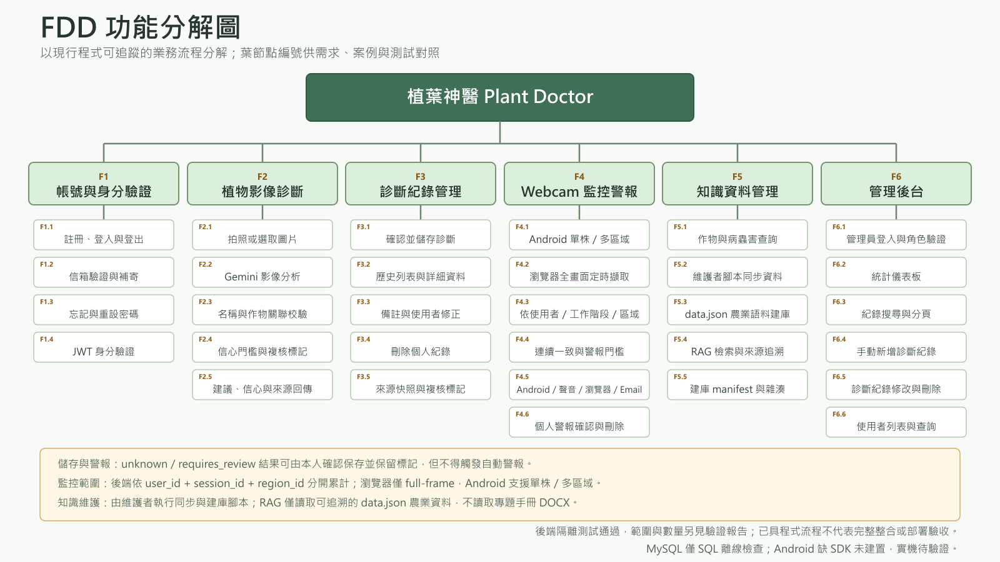 FDD 功能分解圖
以現行程式可追蹤的業務流程分解；葉節點編號供需求、案例與測試對照
植葉神醫 Plant Doctor
F1
帳號與身分驗證
F1.1
註冊、登入與登出
F1.2
信箱驗證與補寄
F1.3
忘記與重設密碼
F1.4
JWT 身分驗證
F2
植物影像診斷
F2.1
拍照或選取圖片
F2.2
Gemini 影像分析
F2.3
名稱與作物關聯校驗
F2.4
信心門檻與複核標記
F2.5
建議、信心與來源回傳
F3
診斷紀錄管理
F3.1
確認並儲存診斷
F3.2
歷史列表與詳細資料
F3.3
備註與使用者修正
F3.4
刪除個人紀錄
F3.5
來源快照與複核標記
F4
Webcam 監控警報
F4.1
Android 單株 / 多區域
F4.2
瀏覽器全畫面定時擷取
F4.3
依使用者 / 工作階段 / 區域
F4.4
連續一致與警報門檻
F4.5
Android / 聲音 / 瀏覽器 / Email
F4.6
個人警報確認與刪除
F5
知識資料管理
F5.1
作物與病蟲害查詢
F5.2
維護者腳本同步資料
F5.3
data.json 農業語料建庫
F5.4
RAG 檢索與來源追溯
F5.5
建庫 manifest 與雜湊
F6
管理後台
F6.1
管理員登入與角色驗證
F6.2
統計儀表板
F6.3
紀錄搜尋與分頁
F6.4
手動新增診斷紀錄
F6.5
診斷紀錄修改與刪除
F6.6
使用者列表與查詢
儲存與警報：unknown / requires_review 結果可由本人確認保存並保留標記，但不得觸發自動警報。
監控範圍：後端依 user_id + session_id + region_id 分開累計；瀏覽器僅 full-frame，Android 支援單株 / 多區域。
知識維護：由維護者執行同步與建庫腳本；RAG 僅讀取可追溯的 data.json 農業資料，不讀取專題手冊 DOCX。
後端隔離測試通過，範圍與數量另見驗證報告；已具程式流程不代表完整整合或部署驗收。
MySQL 僅 SQL 離線檢查；Android 缺 SDK 未建置，實機待驗證。